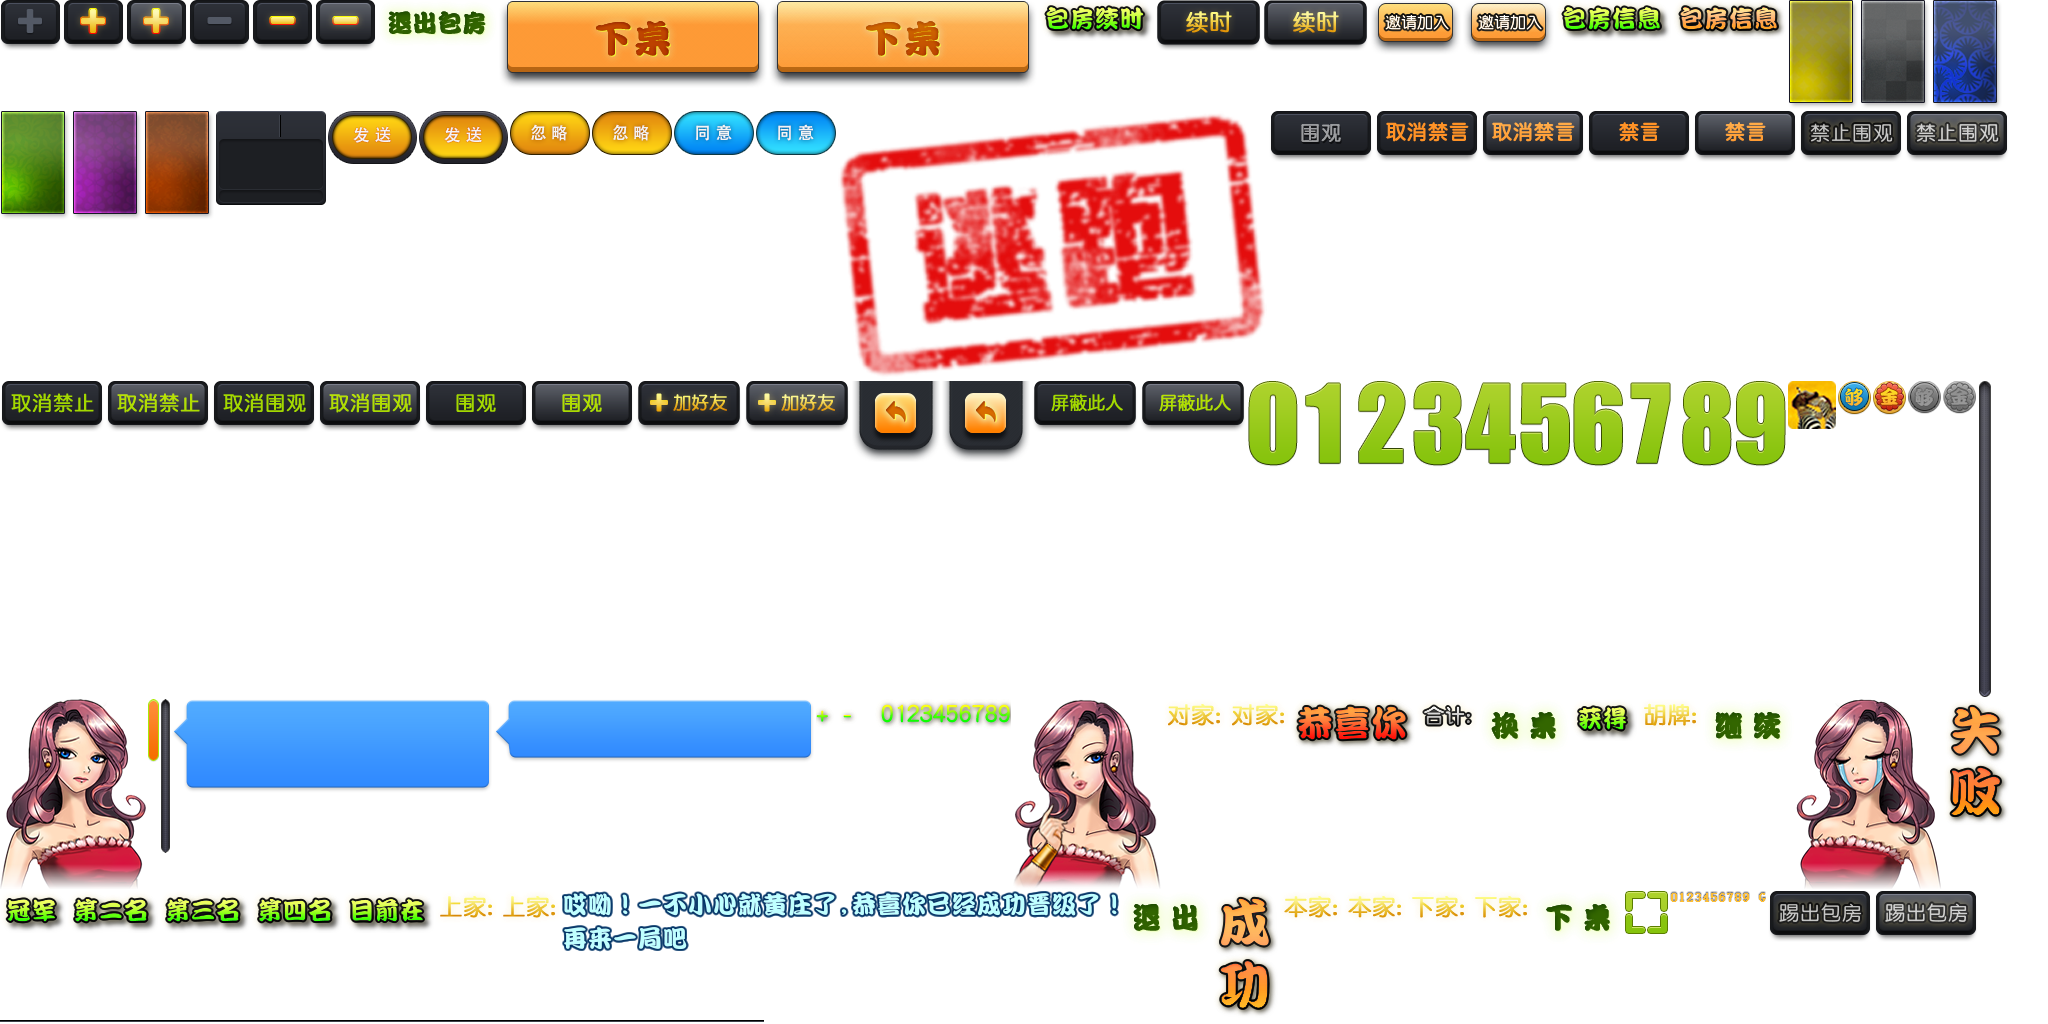 退出包房 下桌 下桌 包房续时 续时 续时 邀请加入 邀请加入 包房信息 包房信息
发送 发送 忽略 忽略 同意 同意 围观 取消禁言 取消禁言 禁言 禁言 禁止围观 禁止围观
逃跑
取消禁止 取消禁止 取消围观 取消围观 围观 围观 +加好友 +加好友 屏蔽此人 屏蔽此人 0123456789 够 金 够 金
+ - 0123456789 对家: 对家: 恭喜你 合计: 换桌 获得 胡牌: 继续 失败
冠军 第二名 第三名 第四名 目前在 上家: 上家: 哎呦！一不小心就黄庄了,恭喜你已经成功晋级了！
再来一局吧
退出 成功 本家: 本家: 下家: 下家: 下桌 0123456789 G 踢出包房 踢出包房